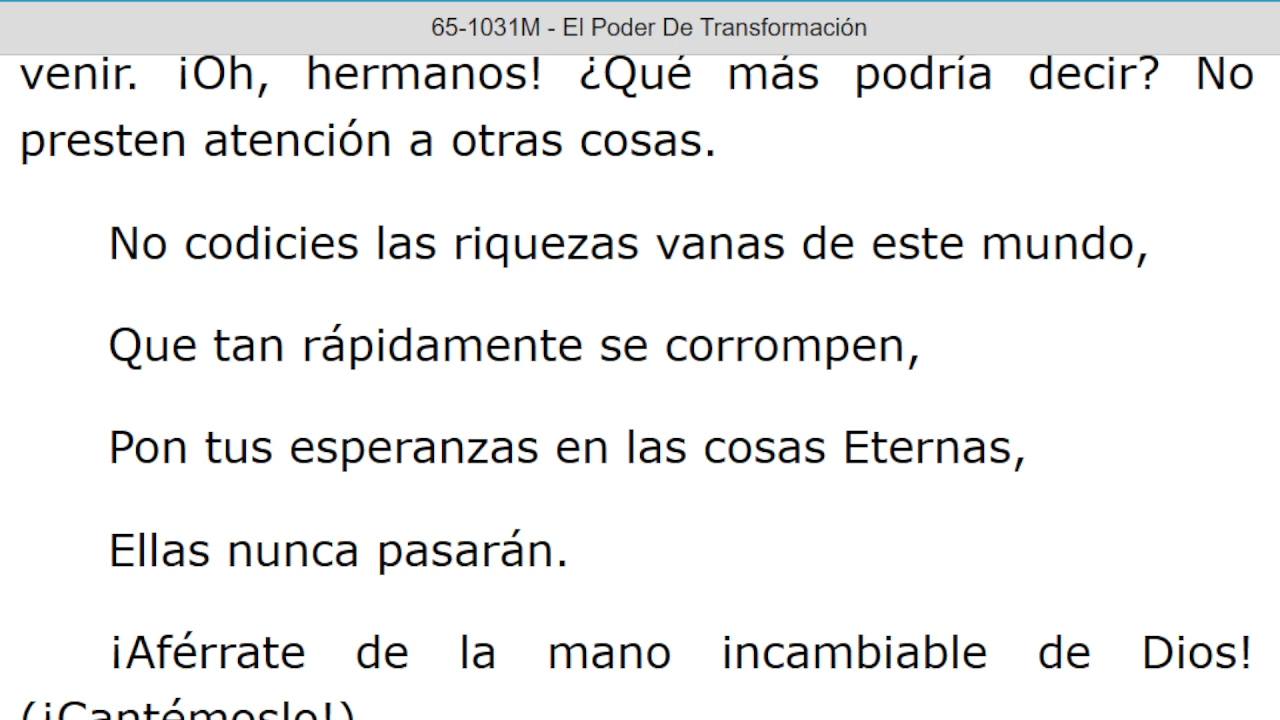 65-1031M - El Poder De Transformación
venir. ¡Oh, hermanos! ¿Qué más podría decir? No
presten atención a otras cosas.
No codicies las riquezas vanas de este mundo,
Que tan rápidamente se corrompen,
Pon tus esperanzas en las cosas Eternas,
Ellas nunca pasarán.
¡Aférrate de la mano incambiable de Dios!
(¡Cantémoslo!)